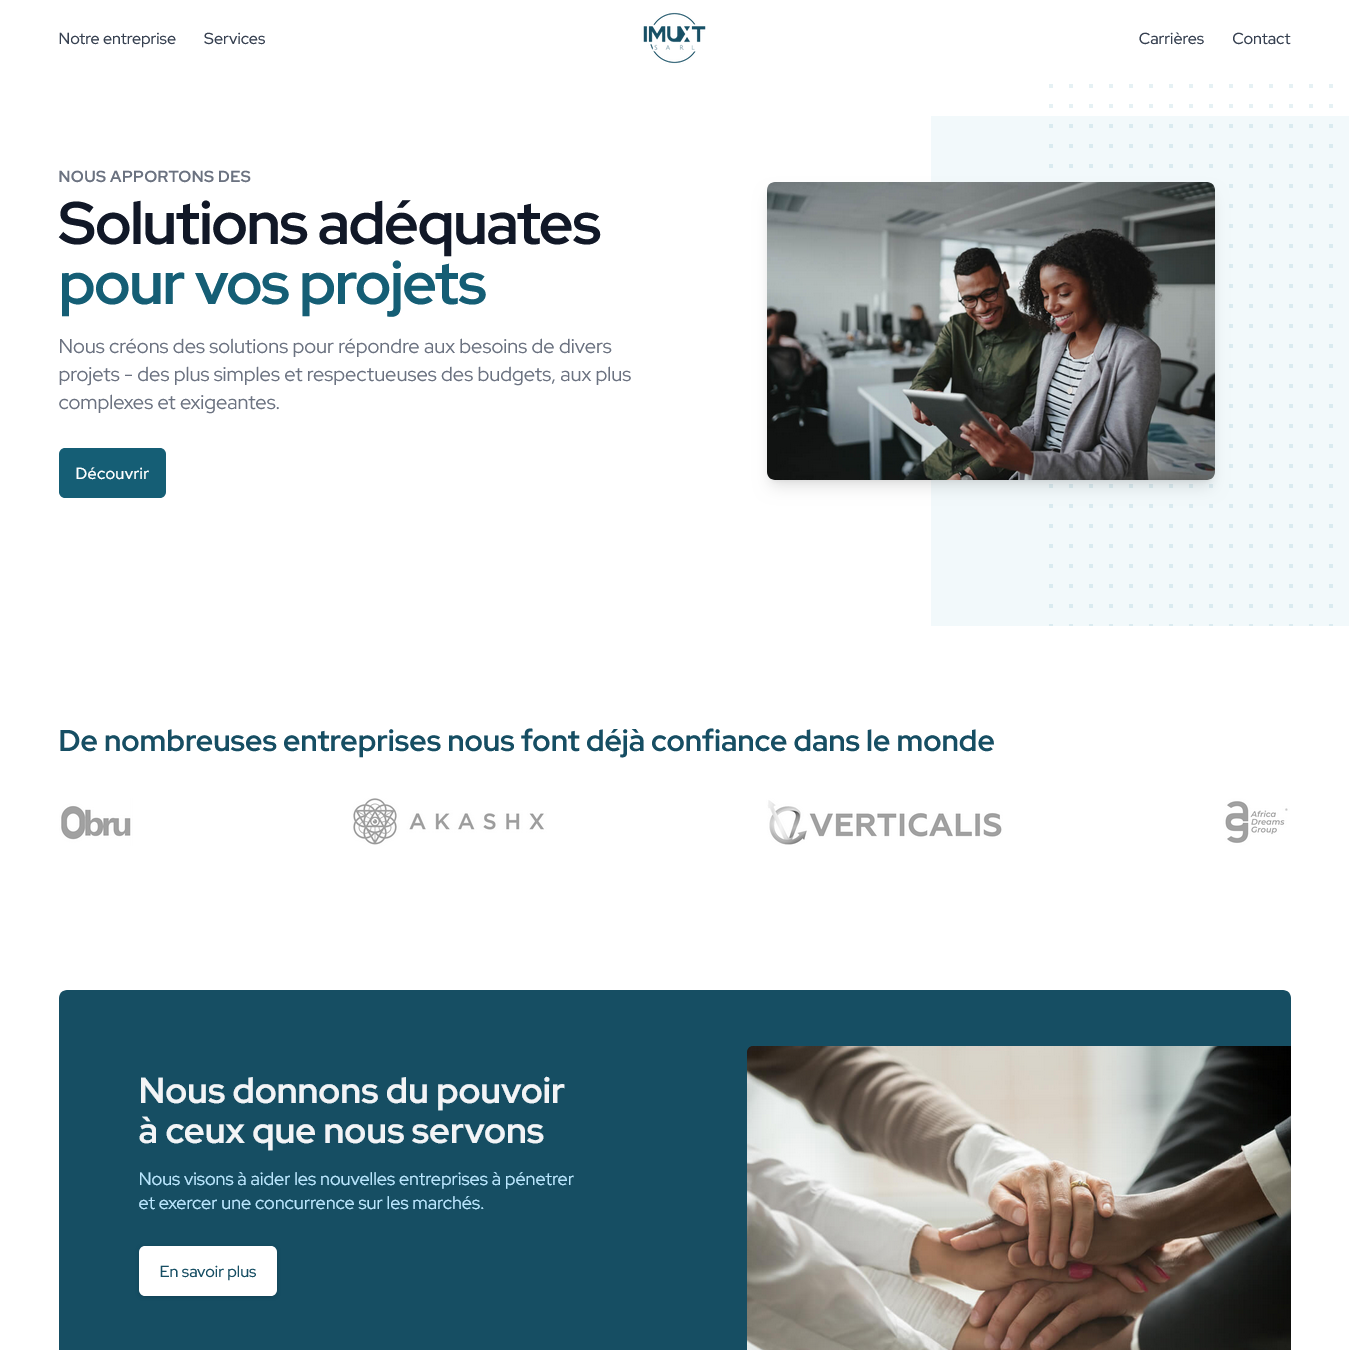 Notre entreprise
Services
IMUXT
SARL
Carrières
Contact
NOUS APPORTONS DES
Solutions adéquates
pour vos projets
Nous créons des solutions pour répondre aux besoins de divers
projets - des plus simples et respectueuses des budgets, aux plus
complexes et exigeantes.
Découvrir
De nombreuses entreprises nous font déjà confiance dans le monde
Obru
AKASHX
VERTICALIS
Africa
Dreams
Group
Nous donnons du pouvoir
à ceux que nous servons
Nous visons à aider les nouvelles entreprises à pénetrer
et exercer une concurrence sur les marchés.
En savoir plus